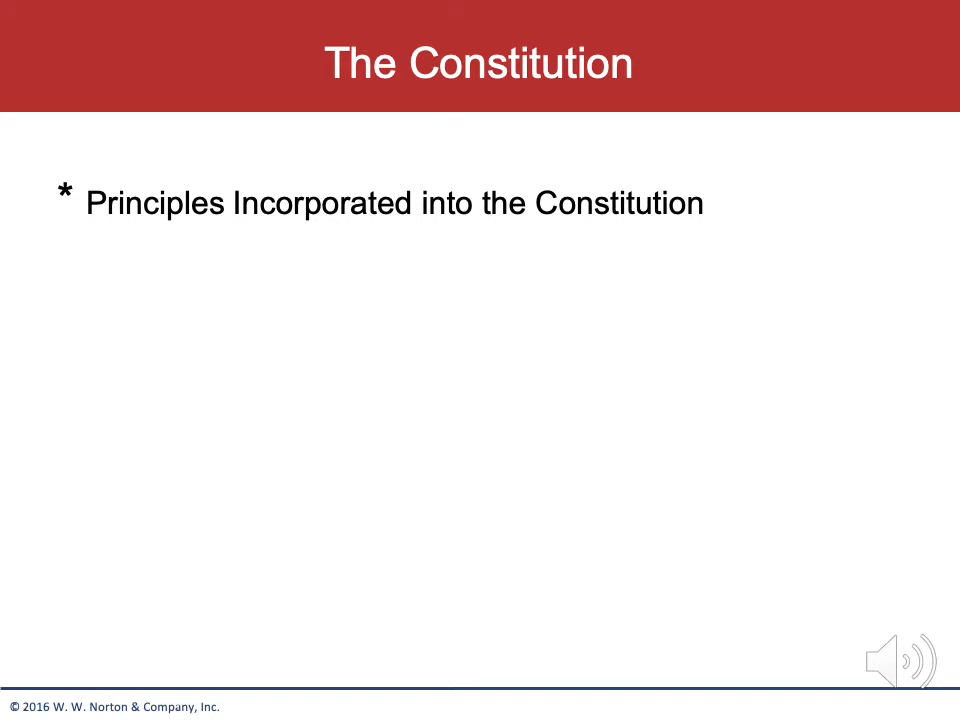 The Constitution
* Principles Incorporated into the Constitution
© 2016 W. W. Norton & Company, Inc.